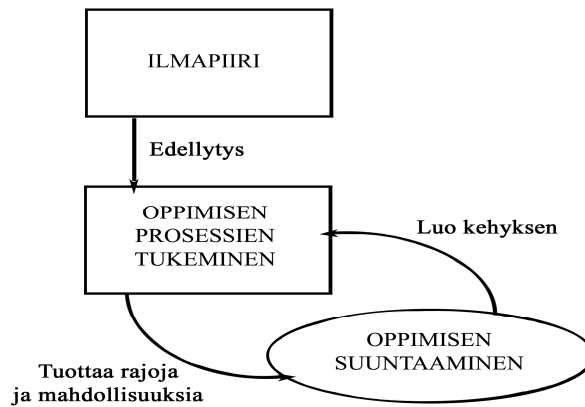 ILMAPIIRI
Edellytys
OPPIMISEN
PROSESSIEN
TUKEMINEN
Luo kehyksen
OPPIMISEN
SUUNTAAMINEN
Tuottaa rajoja
ja mahdollisuuksia